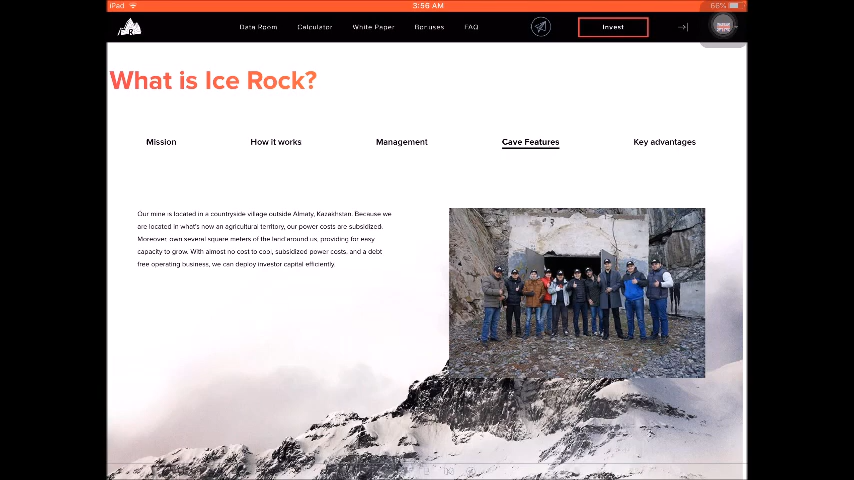 iPad
3:56 AM
66%
Data Room
Calculator
White Paper
Bonuses
FAQ
Invest
What is Ice Rock?
Mission
How it works
Management
Cave Features
Key advantages
Our mine is located in a countryside village outside Almaty, Kazakhstan. Because we
are located in what's now an agricultural territory, our power costs are subsidized.
Moreover, own several square meters of the land around us, providing for easy
capacity to grow. With almost no cost to cool, subsidized power costs, and a debt
free operating business, we can deploy investor capital efficiently.